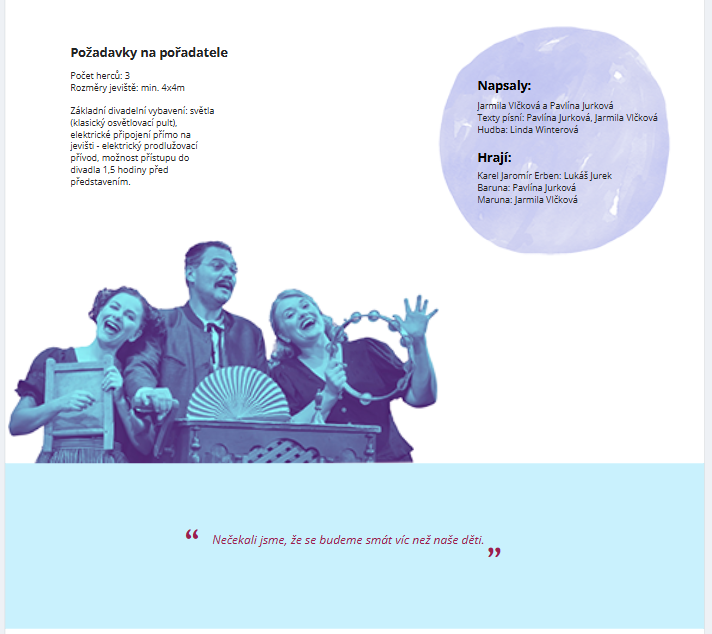 Požadavky na pořadatele
Počet herců: 3
Rozměry jeviště: min. 4x4m
Základní divadelní vybavení: světla
(klasický osvětlovací pult),
elektrické připojení přímo na
jevišti - elektrický prodlužovací
přívod, možnost přístupu do
divadla 1,5 hodiny před
představením.
Napsaly:
Jarmila Vlčková a Pavlína Jurková
Texty písní: Pavlína Jurková, Jarmila Vlčková
Hudba: Linda Winterová
Hrají:
Karel Jaromír Erben: Lukáš Jurek
Baruna: Pavlína Jurková
Maruna: Jarmila Vlčková
“ Nečekali jsme, že se budeme smát víc než naše děti. ”